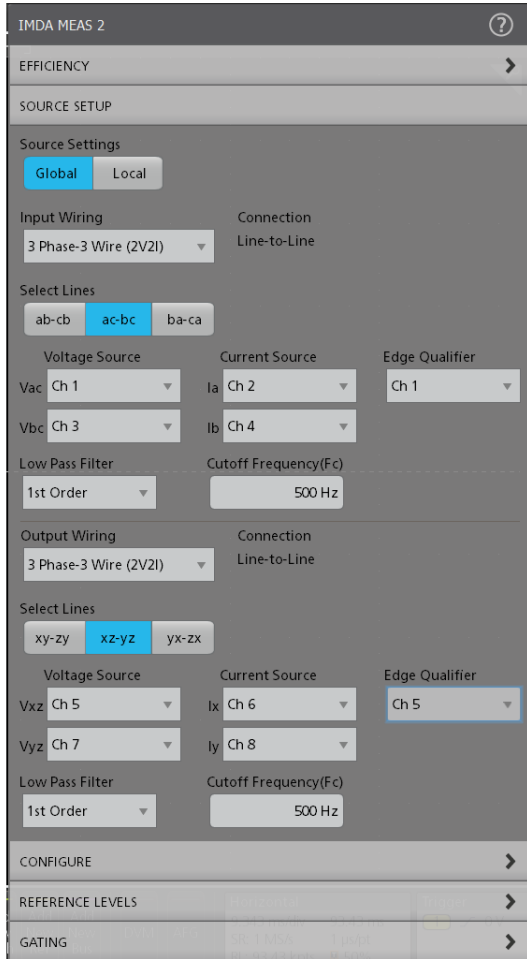 IMDA MEAS 2 ?
EFFICIENCY
SOURCE SETUP
Source Settings
Global Local
Input Wiring Connection
3 Phase-3 Wire (2V2I) Line-to-Line
Select Lines
ab-cb ac-bc ba-ca
Voltage Source Current Source Edge Qualifier
Vac Ch 1 Ia Ch 2 Ch 1
Vbc Ch 3 Ib Ch 4
Low Pass Filter Cutoff Frequency(Fc)
1st Order 500 Hz
Output Wiring Connection
3 Phase-3 Wire (2V2I) Line-to-Line
Select Lines
xy-zy xz-yz yx-zx
Voltage Source Current Source Edge Qualifier
Vxz Ch 5 Ix Ch 6 Ch 5
Vyz Ch 7 Iy Ch 8
Low Pass Filter Cutoff Frequency(Fc)
1st Order 500 Hz
CONFIGURE
REFERENCE LEVELS
GATING